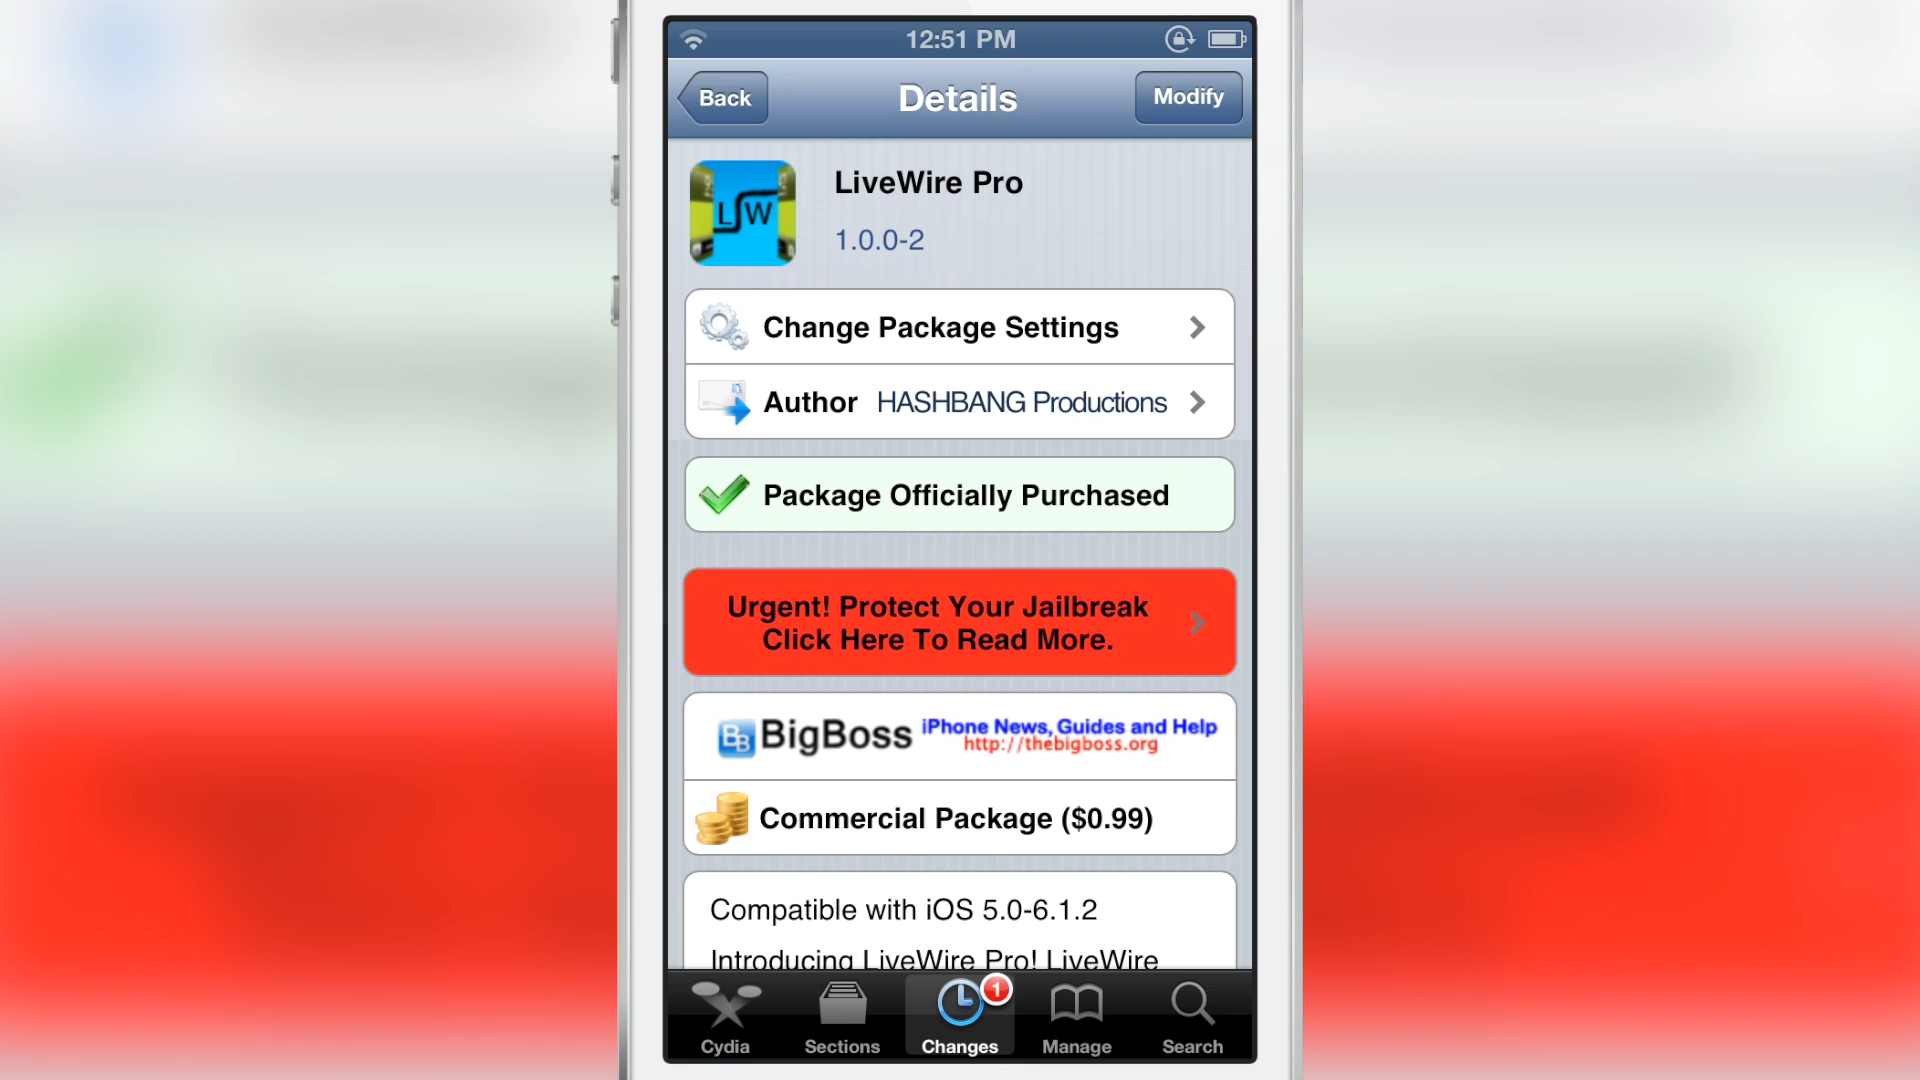 12:51 PM
Back
Details
Modify
LSW
LiveWire Pro
1.0.0-2
Change Package Settings
Author HASHBANG Productions
Package Officially Purchased
Urgent! Protect Your Jailbreak
Click Here To Read More.
BB BigBoss iPhone News, Guides and Help
http://thebigboss.org
Commercial Package ($0.99)
Compatible with iOS 5.0-6.1.2
Introducing LiveWire Pro! LiveWire
1
Cydia Sections Changes Manage Search